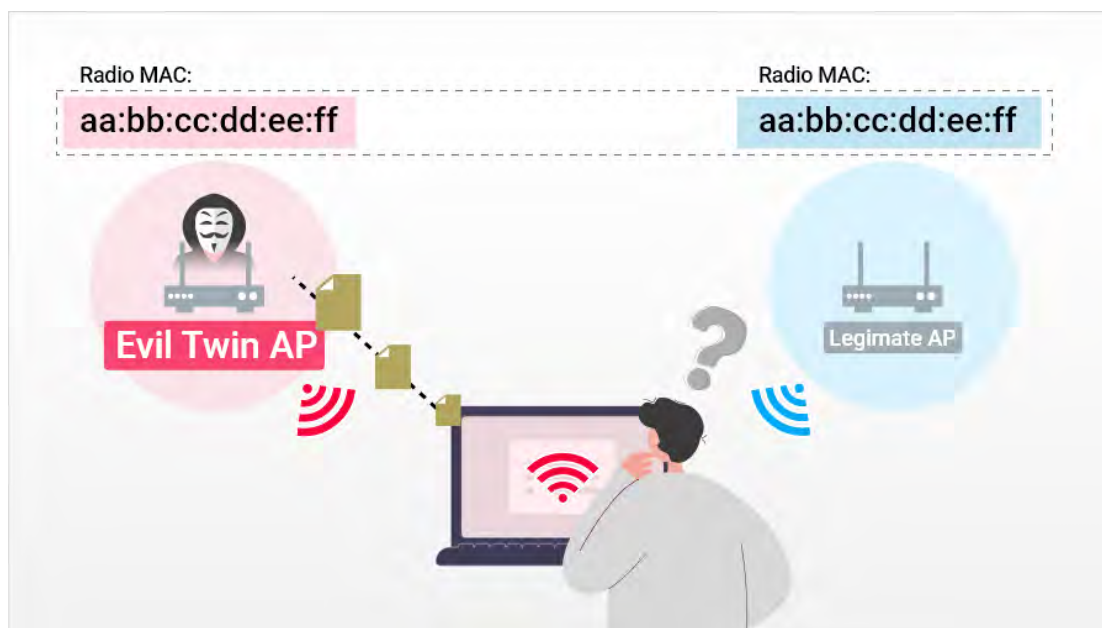 Radio MAC:
Radio MAC:
aa:bb:cc:dd:ee:ff
aa:bb:cc:dd:ee:ff
Evil Twin AP
Legimate AP
?